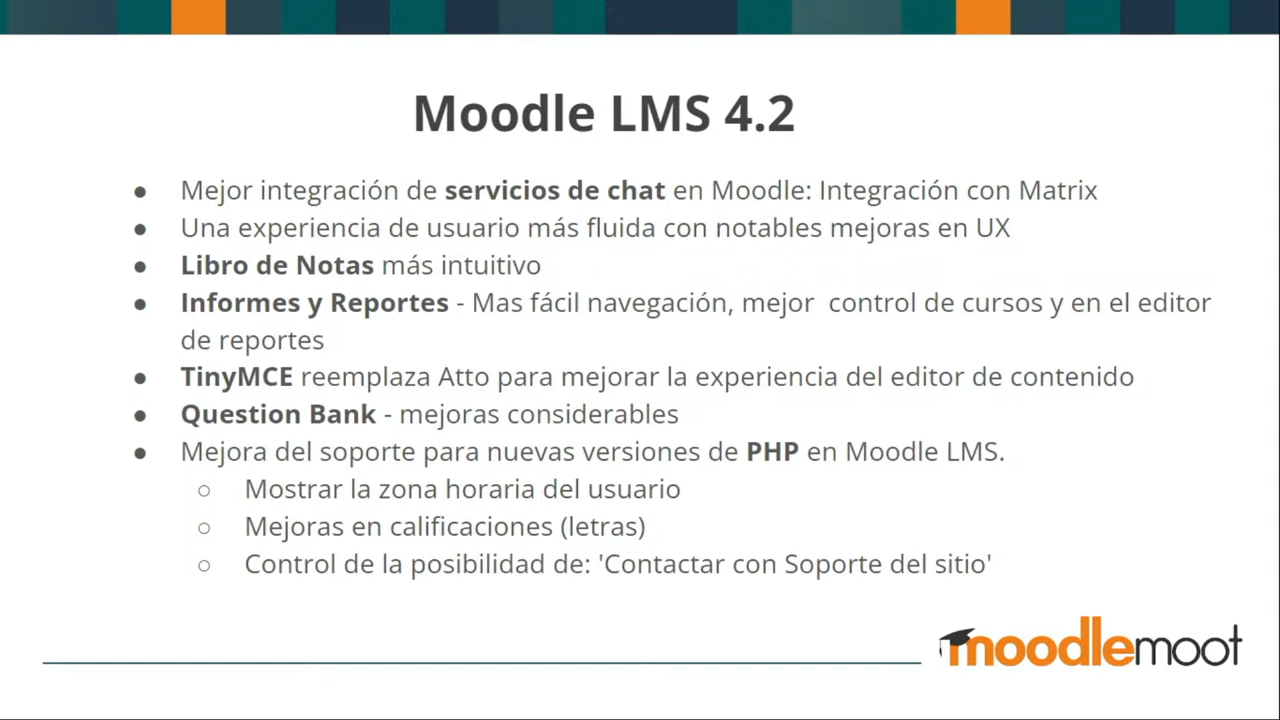 Moodle LMS 4.2
● Mejor integración de servicios de chat en Moodle: Integración con Matrix
● Una experiencia de usuario más fluida con notables mejoras en UX
● Libro de Notas más intuitivo
● Informes y Reportes - Mas fácil navegación, mejor  control de cursos y en el editor
de reportes
● TinyMCE reemplaza Atto para mejorar la experiencia del editor de contenido
● Question Bank - mejoras considerables
● Mejora del soporte para nuevas versiones de PHP en Moodle LMS.
○ Mostrar la zona horaria del usuario
○ Mejoras en calificaciones (letras)
○ Control de la posibilidad de: 'Contactar con Soporte del sitio'
moodlemoot